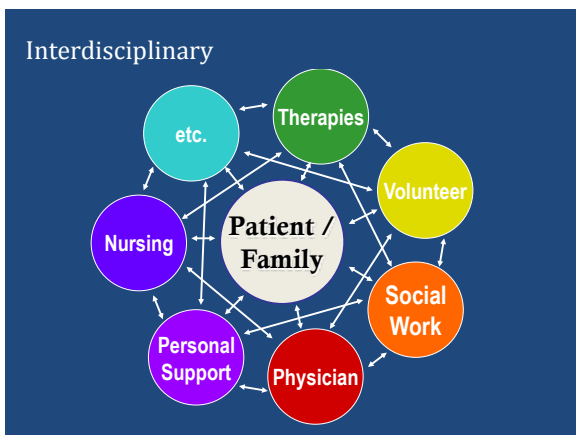 Interdisciplinary
Therapies
etc.
Volunteer
Patient /
Family
Nursing
Social
Work
Personal
Support
Physician